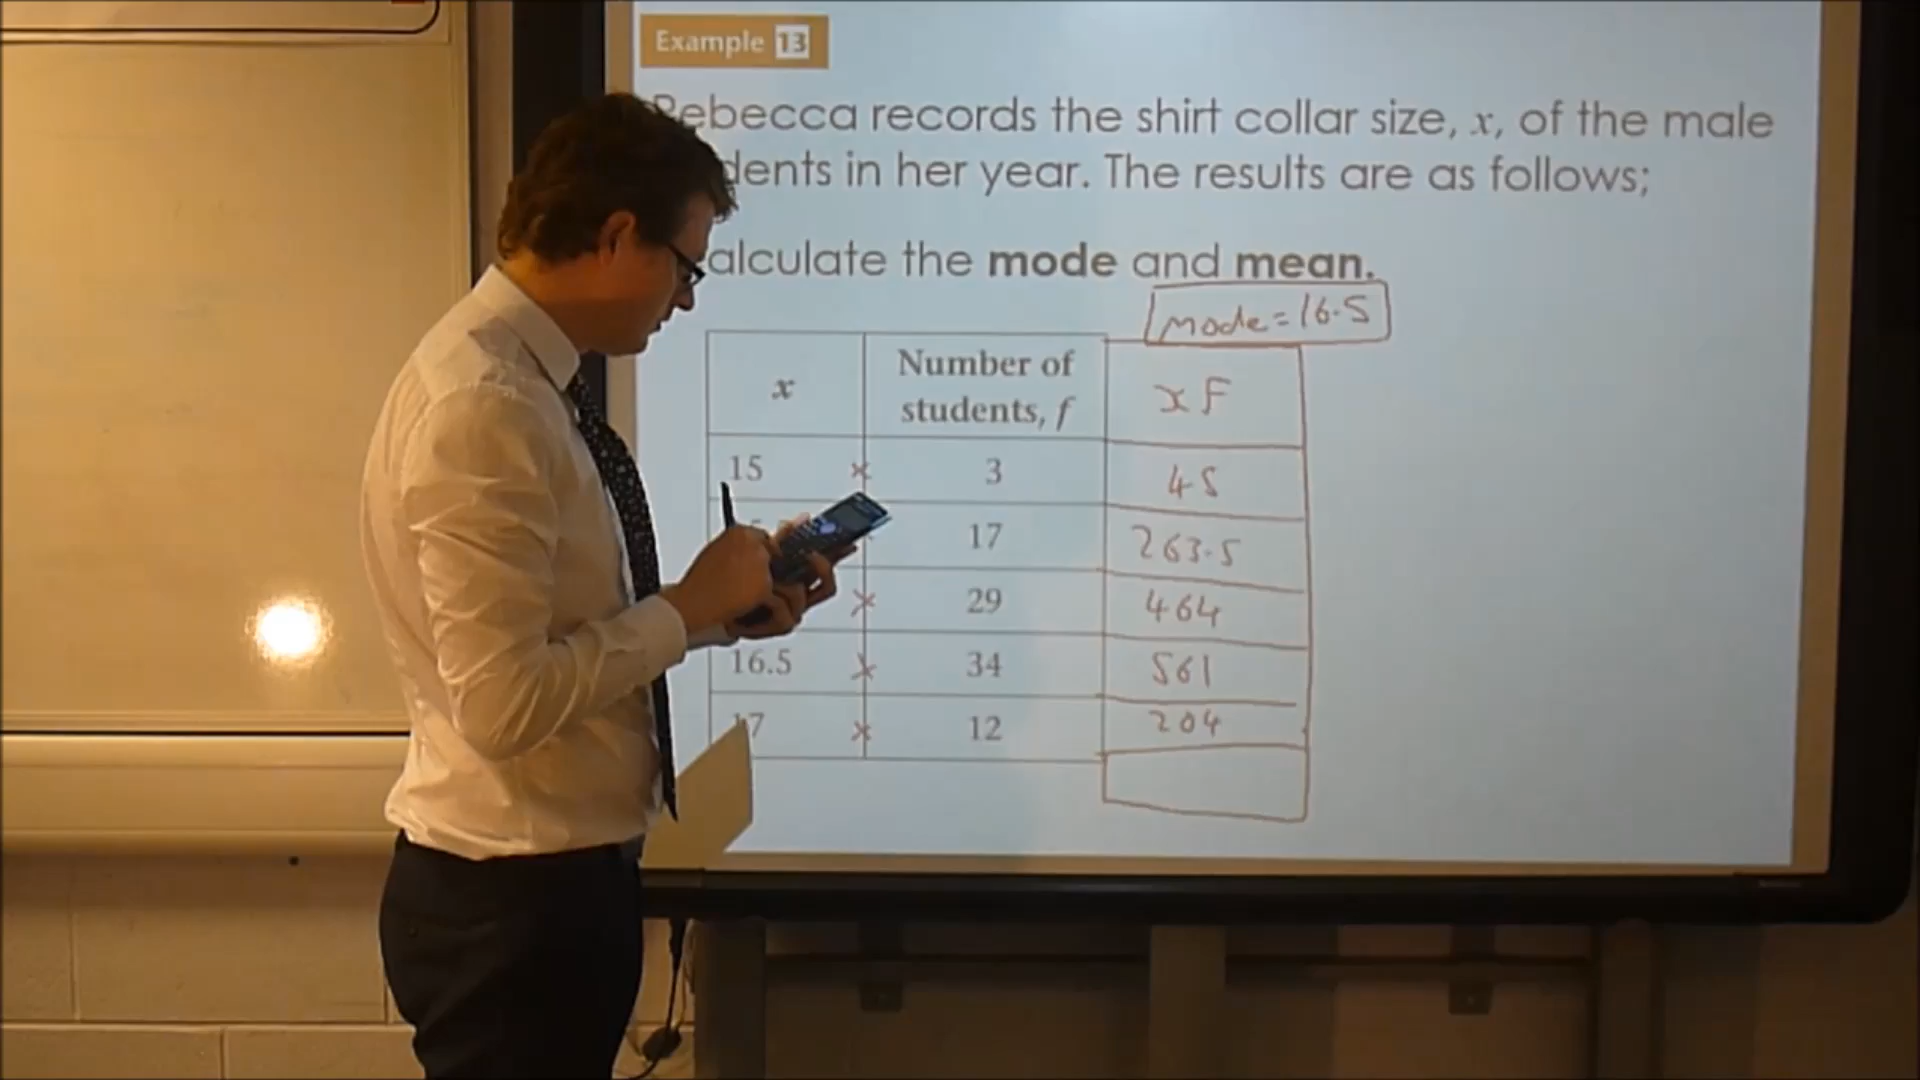 Example 13
Rebecca records the shirt collar size, x, of the male
dents in her year. The results are as follows;
alculate the mode and mean.
mode = 16.5
x Number of students, f xF
15 × 3 45
17 263.5
× 29 464
16.5 × 34 561
17 × 12 204